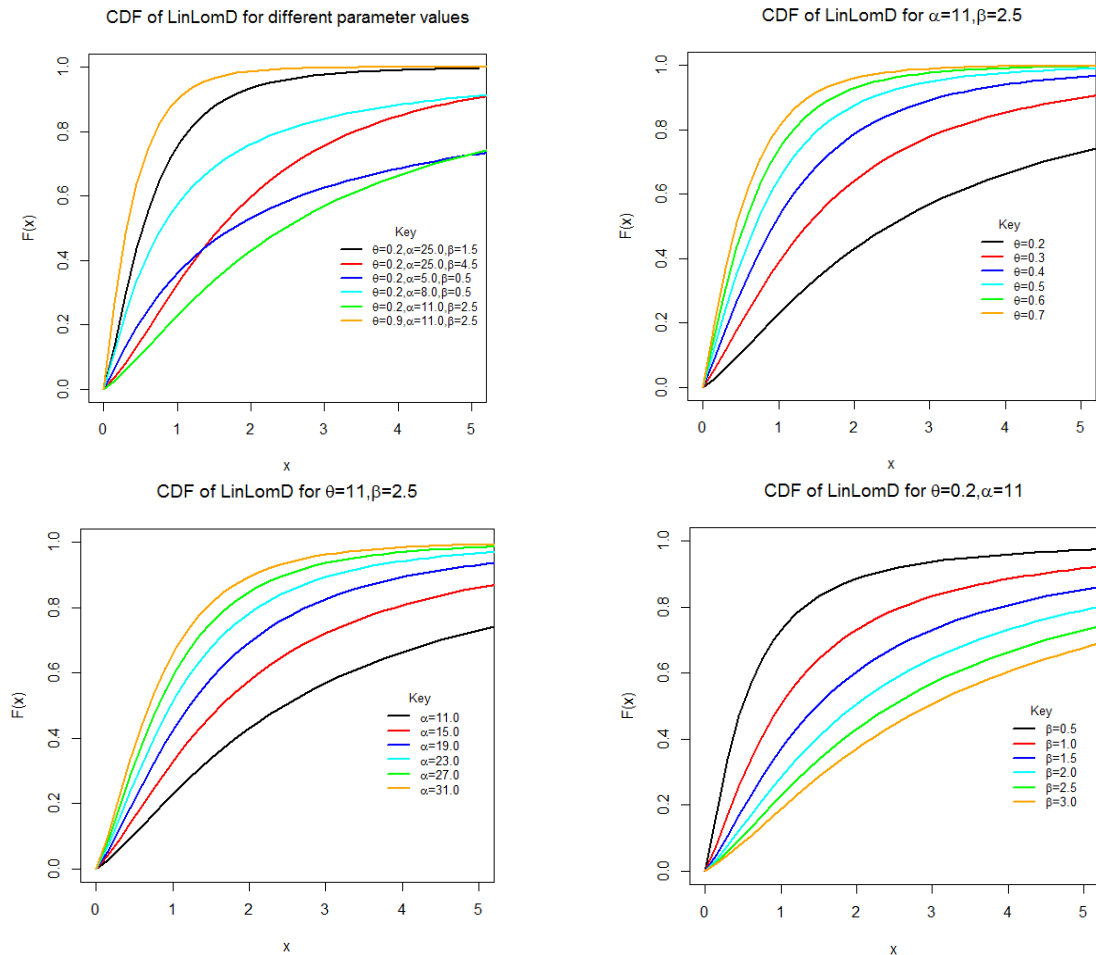 CDF of LinLomD for different parameter values
F(x)
1.0
0.8
0.6
0.4
0.2
0.0
Key
θ=0.2,α=25.0,β=1.5
θ=0.2,α=25.0,β=4.5
θ=0.2,α=5.0,β=0.5
θ=0.2,α=8.0,β=0.5
θ=0.2,α=11.0,β=2.5
θ=0.9,α=11.0,β=2.5
0 1 2 3 4 5
x
CDF of LinLomD for α=11,β=2.5
F(x)
1.0
0.8
0.6
0.4
0.2
0.0
Key
θ=0.2
θ=0.3
θ=0.4
θ=0.5
θ=0.6
θ=0.7
0 1 2 3 4 5
x
CDF of LinLomD for θ=11,β=2.5
F(x)
1.0
0.8
0.6
0.4
0.2
0.0
Key
α=11.0
α=15.0
α=19.0
α=23.0
α=27.0
α=31.0
0 1 2 3 4 5
x
CDF of LinLomD for θ=0.2,α=11
F(x)
1.0
0.8
0.6
0.4
0.2
0.0
Key
β=0.5
β=1.0
β=1.5
β=2.0
β=2.5
β=3.0
0 1 2 3 4 5
x